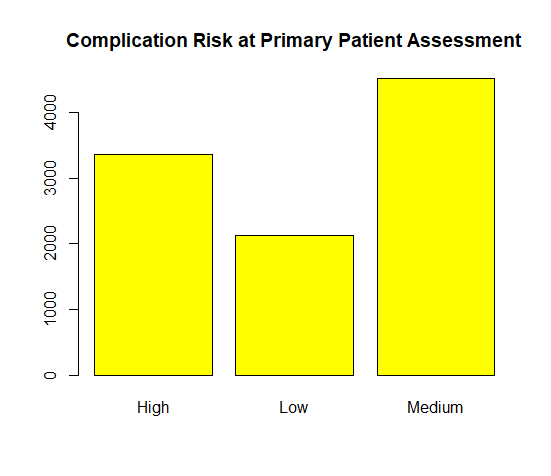 Complication Risk at Primary Patient Assessment
4000
3000
2000
1000
0
High Low Medium